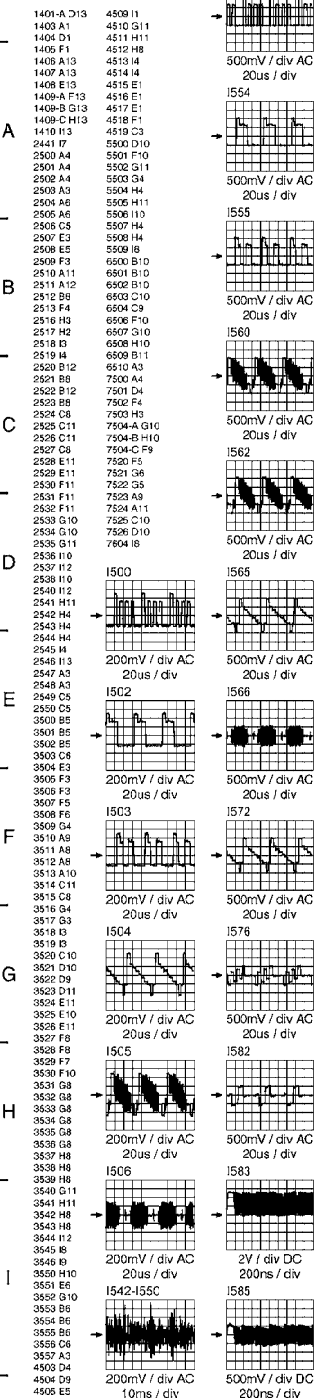 1401-A D13
1403 A1
1404 D1
1405 F1
1406 A13
1407 A13
1408 E13
1409-A F13
1409-B G13
1409-C H13
1410 I13
2441 I7
2500 A4
2501 A4
2502 A4
2503 A3
2504 A6
2505 A6
2506 C5
2507 E3
2508 E5
2509 F3
2510 A11
2511 A12
2512 B8
2513 F4
2516 H3
2517 H2
2518 I3
2519 I4
2520 B12
2521 B8
2522 B12
2523 B8
2524 C8
2525 C11
2526 C11
2527 C8
2528 E11
2529 E11
2530 F11
2531 F11
2532 F11
2533 G10
2534 G10
2535 G11
2536 I10
2537 I12
2538 I10
2540 I12
2541 H11
2542 H4
2543 H4
2544 H4
2545 I4
2546 I13
2547 A3
2548 A3
2549 C5
2550 C5
3500 B5
3501 B5
3502 B5
3503 C6
3504 E3
3505 F3
3506 F3
3507 F5
3508 F6
3509 G4
3510 A9
3511 A8
3512 A8
3513 A10
3514 C11
3515 C8
3516 G4
3517 G3
3518 I3
3519 I3
3520 C10
3521 D10
3522 D9
3523 D11
3524 E11
3525 E10
3526 E11
3527 F8
3528 F8
3529 F7
3530 F10
3531 G8
3532 G8
3533 G8
3534 G8
3535 G8
3536 G8
3537 H8
3538 H8
3539 H8
3540 G11
3541 H11
3542 H8
3543 H8
3544 I12
3545 I8
3546 I9
3550 H10
3551 E6
3552 G10
3553 B6
3554 B6
3555 B6
3556 C6
3557 A3
4503 D4
4504 D9
4505 E5
4509 I1
4510 G11
4511 H11
4512 H8
4513 I4
4514 I4
4515 E1
4516 E1
4517 E1
4518 F1
4519 C3
5500 D10
5501 F10
5502 G11
5503 G4
5504 H4
5505 H11
5506 I10
5507 H4
5508 H4
5509 I8
6500 B10
6501 B10
6502 B10
6503 C10
6504 C9
6506 F10
6507 G10
6508 H10
6509 B11
6510 A3
7500 A4
7501 D4
7502 F4
7503 H3
7504-A G10
7504-B H10
7504-C F9
7520 F5
7521 G6
7522 G5
7523 A9
7524 A11
7525 C10
7526 D10
7604 I8
A
B
C
D
E
F
G
H
I
500mV / div AC
20us / div
I554
500mV / div AC
20us / div
I555
500mV / div AC
20us / div
I560
500mV / div AC
20us / div
I562
500mV / div AC
20us / div
I500
200mV / div AC
20us / div
I565
500mV / div AC
20us / div
I502
200mV / div AC
20us / div
I566
500mV / div AC
20us / div
I503
200mV / div AC
20us / div
I572
500mV / div AC
20us / div
I504
200mV / div AC
20us / div
I576
500mV / div AC
20us / div
I505
200mV / div AC
20us / div
I582
500mV / div AC
20us / div
I506
200mV / div AC
20us / div
I583
2V / div DC
200ns / div
I542-I550
200mV / div AC
10ms / div
I585
500mV / div DC
200ns / div